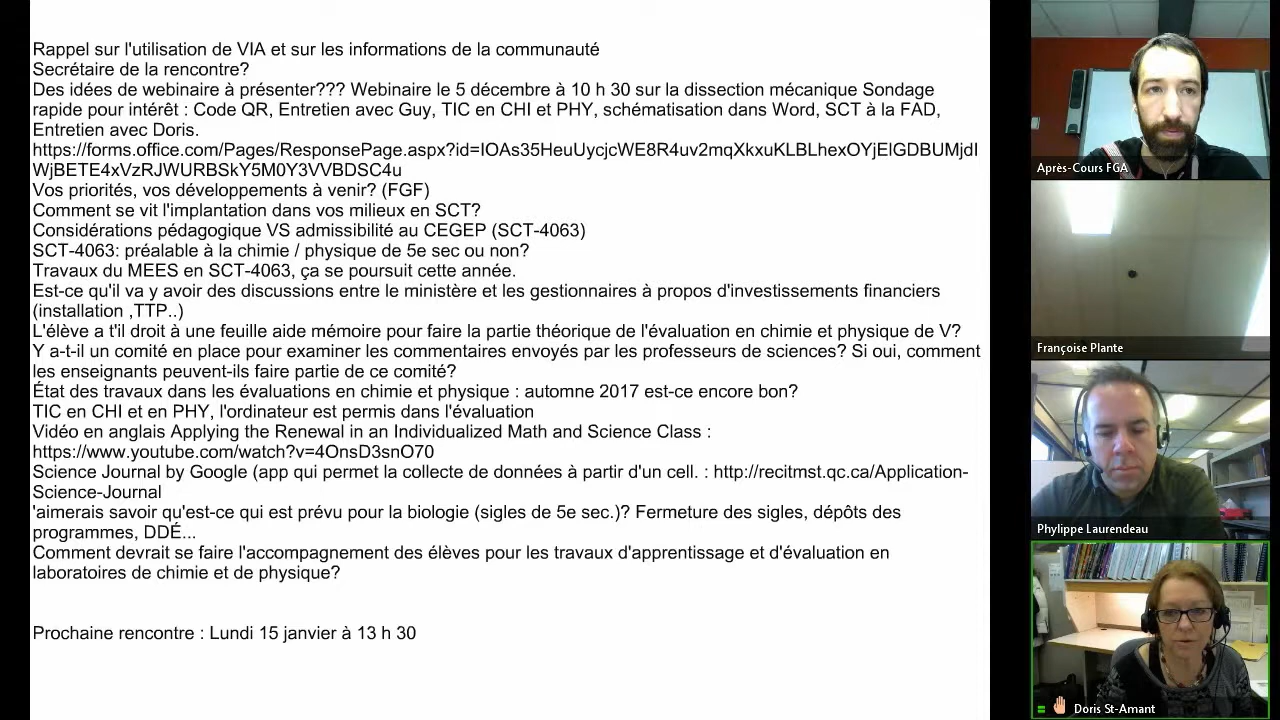 Rappel sur l'utilisation de VIA et sur les informations de la communauté
Secrétaire de la rencontre?
Des idées de webinaire à présenter??? Webinaire le 5 décembre à 10 h 30 sur la dissection mécanique Sondage
rapide pour intérêt : Code QR, Entretien avec Guy, TIC en CHI et PHY, schématisation dans Word, SCT à la FAD,
Entretien avec Doris.
https://forms.office.com/Pages/ResponsePage.aspx?id=IOAs35HeuUycjcWE8R4uv2mqXkxuKLBLhexOYjElGDBUMjdI
WjBETE4xVzRJWURBSkY5M0Y3VVBDSC4u
Vos priorités, vos développements à venir? (FGF)
Comment se vit l'implantation dans vos milieux en SCT?
Considérations pédagogique VS admissibilité au CEGEP (SCT-4063)
SCT-4063: préalable à la chimie / physique de 5e sec ou non?
Travaux du MEES en SCT-4063, ça se poursuit cette année.
Est-ce qu'il va y avoir des discussions entre le ministère et les gestionnaires à propos d'investissements financiers
(installation ,TTP..)
L'élève a t'il droit à une feuille aide mémoire pour faire la partie théorique de l'évaluation en chimie et physique de V?
Y a-t-il un comité en place pour examiner les commentaires envoyés par les professeurs de sciences? Si oui, comment
les enseignants peuvent-ils faire partie de ce comité?
État des travaux dans les évaluations en chimie et physique : automne 2017 est-ce encore bon?
TIC en CHI et en PHY, l'ordinateur est permis dans l'évaluation
Vidéo en anglais Applying the Renewal in an Individualized Math and Science Class :
https://www.youtube.com/watch?v=4OnsD3snO70
Science Journal by Google (app qui permet la collecte de données à partir d'un cell. : http://recitmst.qc.ca/Application-
Science-Journal
'aimerais savoir qu'est-ce qui est prévu pour la biologie (sigles de 5e sec.)? Fermeture des sigles, dépôts des
programmes, DDÉ...
Comment devrait se faire l'accompagnement des élèves pour les travaux d'apprentissage et d'évaluation en
laboratoires de chimie et de physique?
Prochaine rencontre : Lundi 15 janvier à 13 h 30
Après-Cours FGA
Françoise Plante
Phylippe Laurendeau
Doris St-Amant